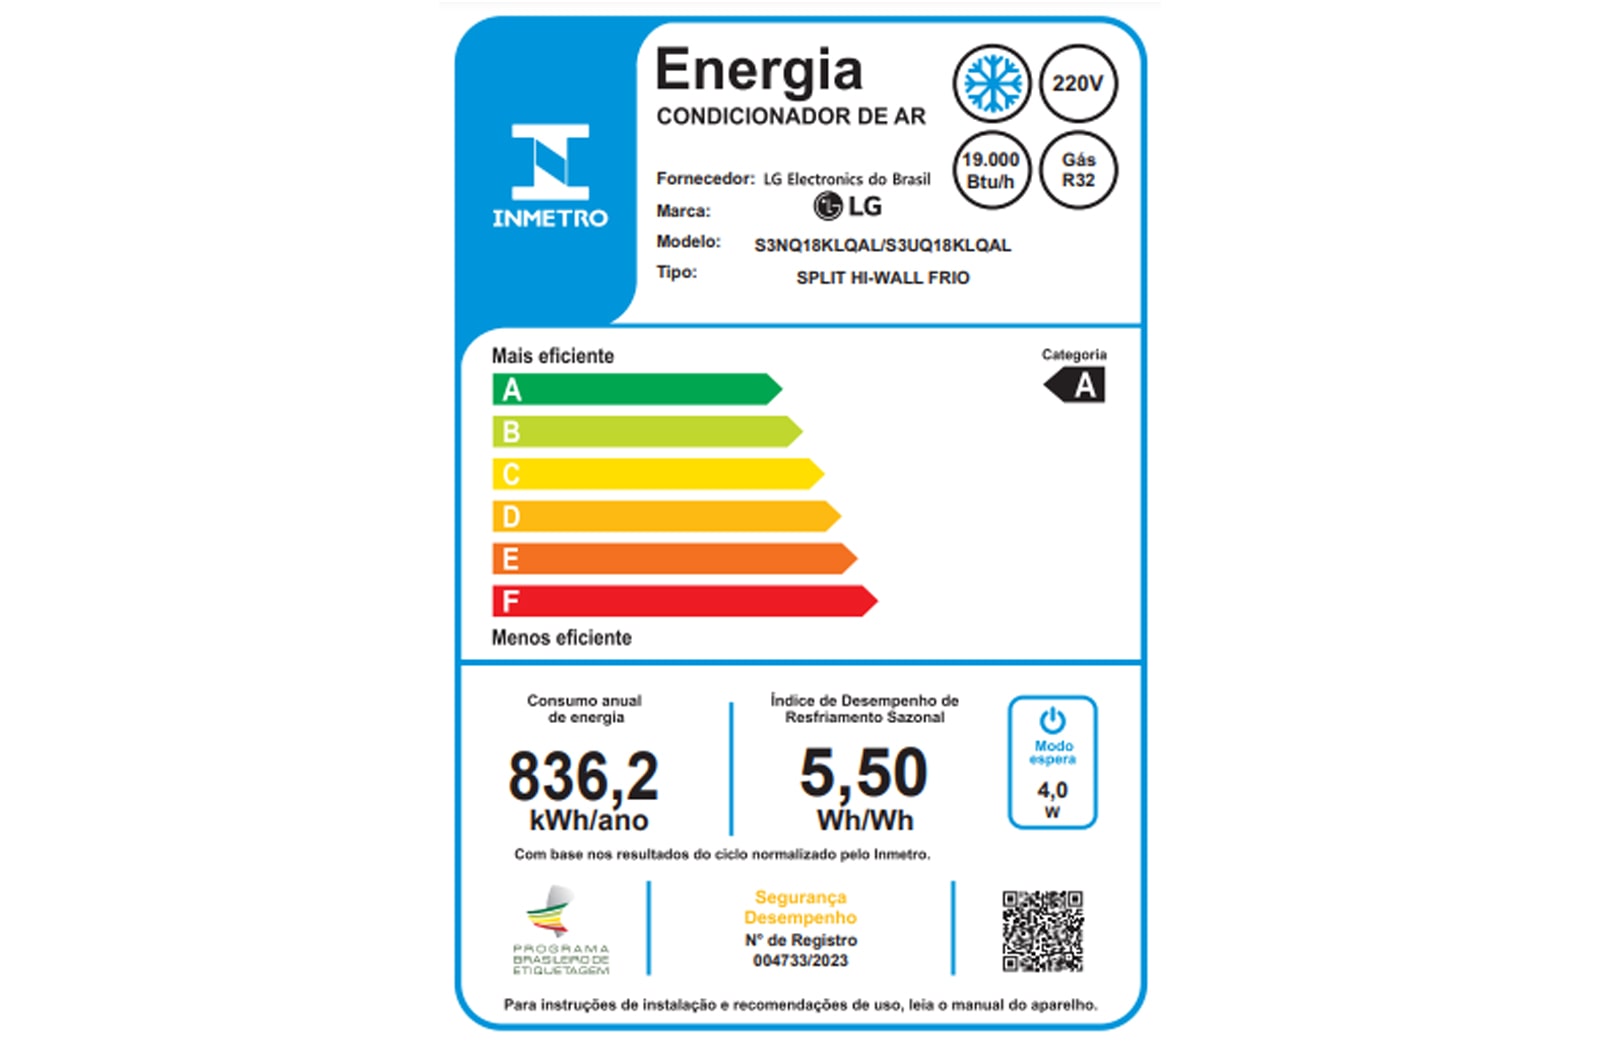 Energia
CONDICIONADOR DE AR
220V
19.000
Btu/h
Gás
R32
INMETRO
Fornecedor: LG Electronics do Brasil
Marca: LG
Modelo: S3NQ18KLQAL/S3UQ18KLQAL
Tipo: SPLIT HI-WALL FRIO
Mais eficiente
Categoria
A
A
B
C
D
E
F
Menos eficiente
Consumo anual
de energia
836,2
kWh/ano
Índice de Desempenho de
Resfriamento Sazonal
5,50
Wh/Wh
Modo
espera
4,0
W
Com base nos resultados do ciclo normalizado pelo Inmetro.
PROGRAMA
BRASILEIRO DE
ETIQUETAGEM
Segurança
Desempenho
N° de Registro
004733/2023
Para instruções de instalação e recomendações de uso, leia o manual do aparelho.